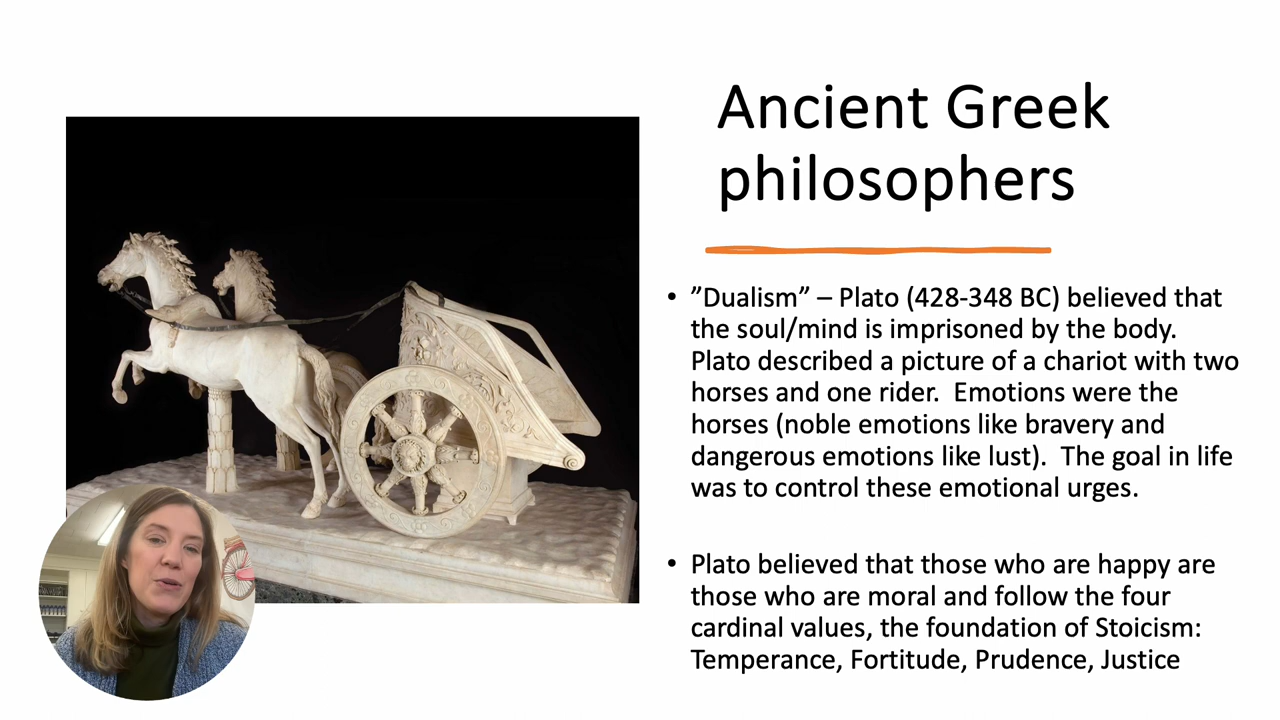 Ancient Greek
philosophers
• ”Dualism” – Plato (428-348 BC) believed that
the soul/mind is imprisoned by the body.
Plato described a picture of a chariot with two
horses and one rider.  Emotions were the
horses (noble emotions like bravery and
dangerous emotions like lust).  The goal in life
was to control these emotional urges.
• Plato believed that those who are happy are
those who are moral and follow the four
cardinal values, the foundation of Stoicism:
Temperance, Fortitude, Prudence, Justice